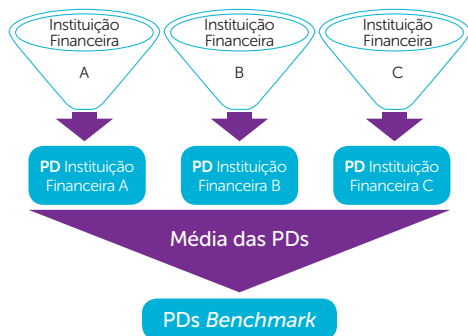 Instituição
Financeira
A
Instituição
Financeira
B
Instituição
Financeira
C
PD Instituição
Financeira A
PD Instituição
Financeira B
PD Instituição
Financeira C
Média das PDs
PDs Benchmark